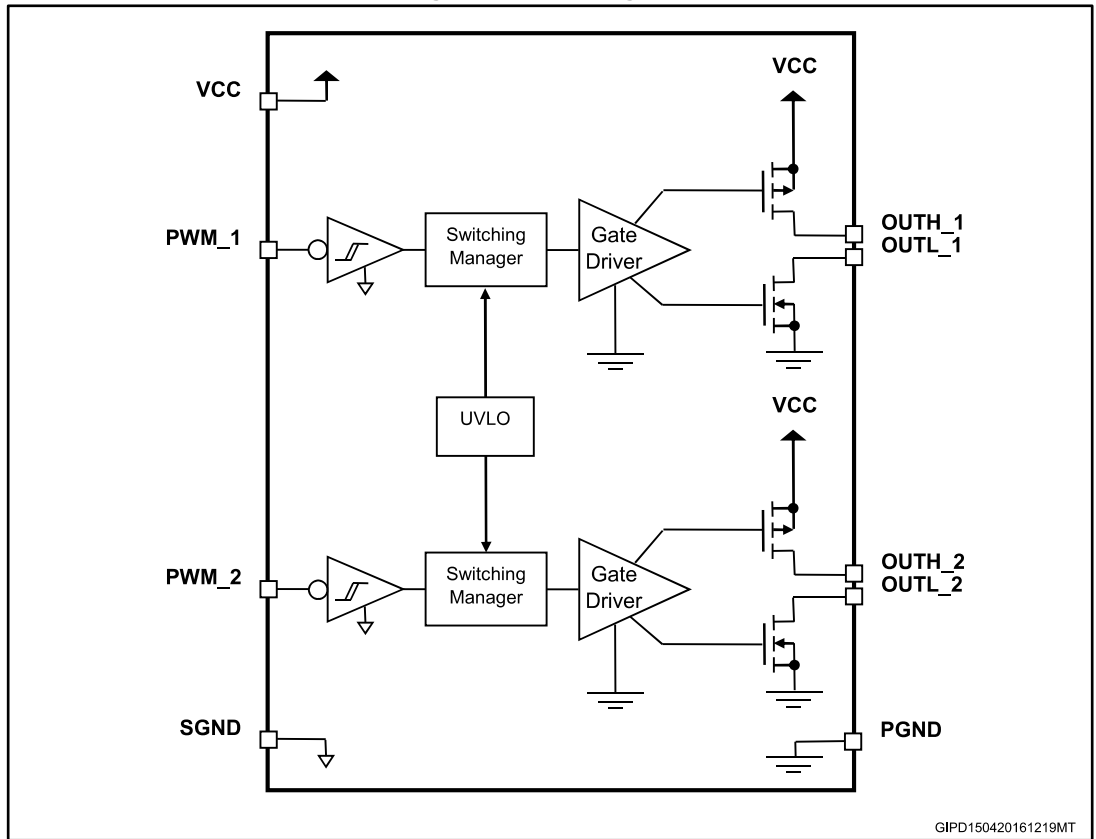 VCC
VCC
PWM_1
Switching
Manager
Gate
Driver
OUTH_1
OUTL_1
UVLO
VCC
PWM_2
Switching
Manager
Gate
Driver
OUTH_2
OUTL_2
SGND
PGND
GIPD150420161219MT